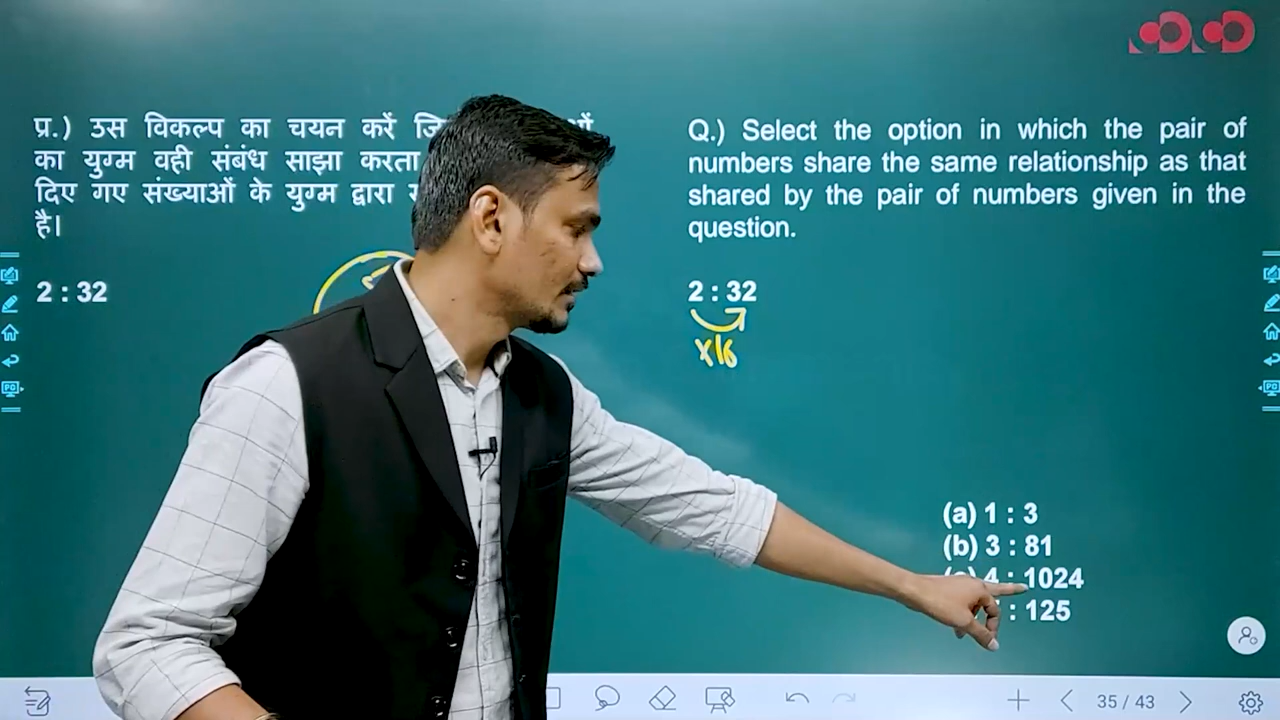 प्र.) उस विकल्प का चयन करें
का युग्म वही संबंध साझा करता
दिए गए संख्याओं के युग्म द्वारा
है।
2 : 32
Q.) Select the option in which the pair of
numbers share the same relationship as that
shared by the pair of numbers given in the
question.
2 : 32
x16
(a) 1 : 3
(b) 3 : 81
4 : 1024
: 125
35 / 43